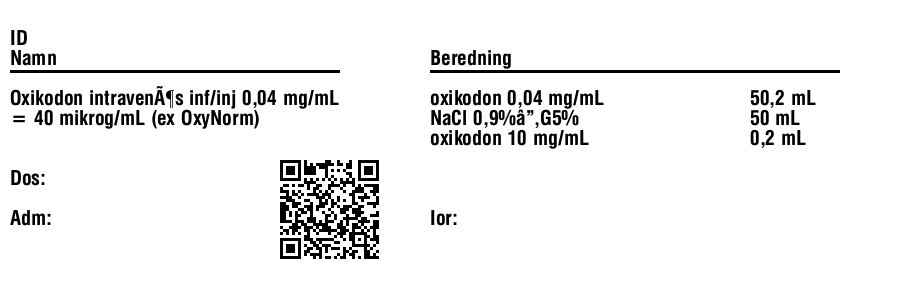 ID
Namn
Oxikodon intravenÃ¶s inf/inj 0,04 mg/mL
= 40 mikrog/mL (ex OxyNorm)
Dos:
Adm:
Beredning
oxikodon 0,04 mg/mL 50,2 mL
NaCl 0,9%â”‚G5% 50 mL
oxikodon 10 mg/mL 0,2 mL
Ior: